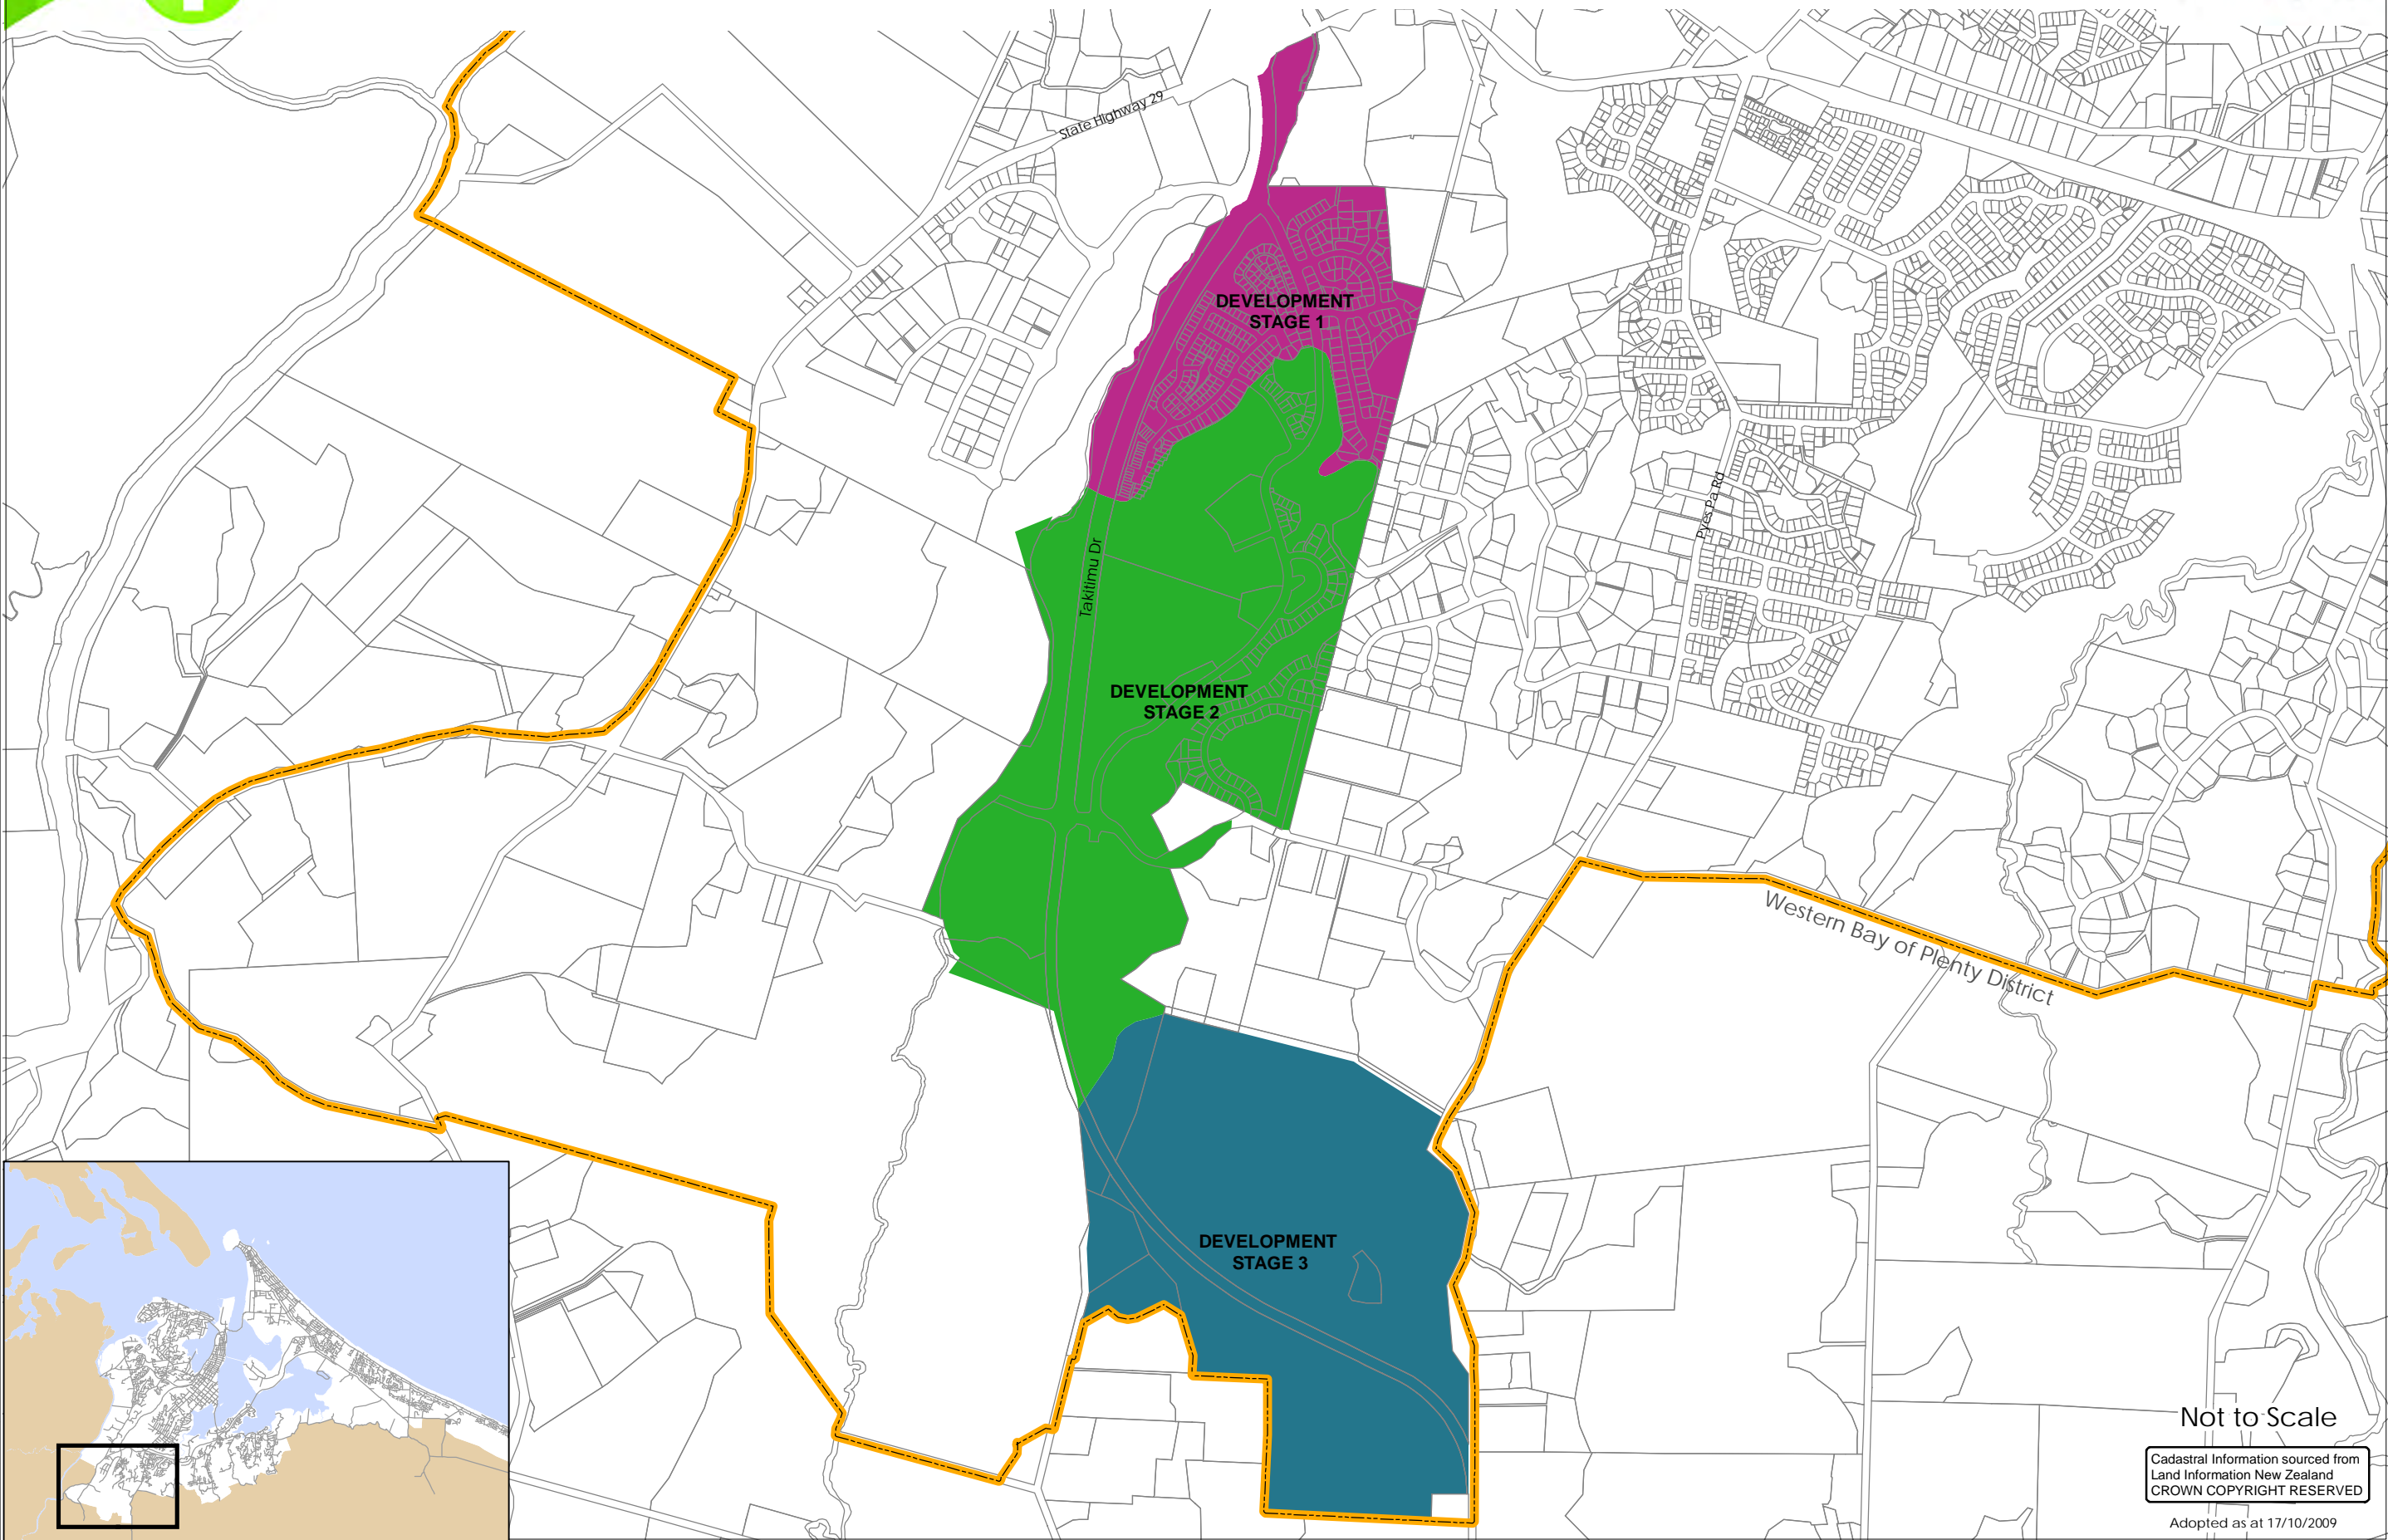 State Highway 29
DEVELOPMENT
STAGE 1
Pyes Pa Rd
Takitimu Dr
DEVELOPMENT
STAGE 2
Western Bay of Plenty District
DEVELOPMENT
STAGE 3
Not to Scale
Cadastral Information sourced from
Land Information New Zealand
CROWN COPYRIGHT RESERVED
Adopted as at 17/10/2009